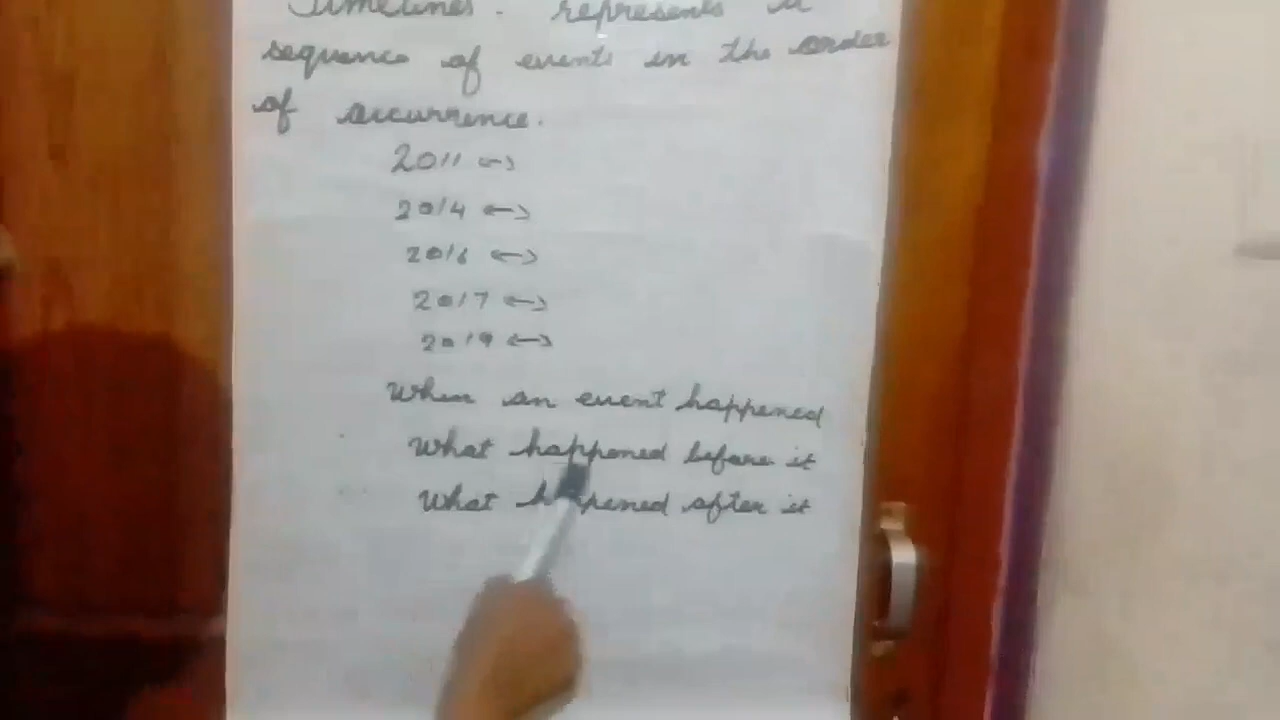 Timelines. represents a
sequence of events in the order
of occurrence.
2011 <->
2014 <->
2016 <->
2017 <->
2019 <->
When an event happened
What happened before it
What happened after it